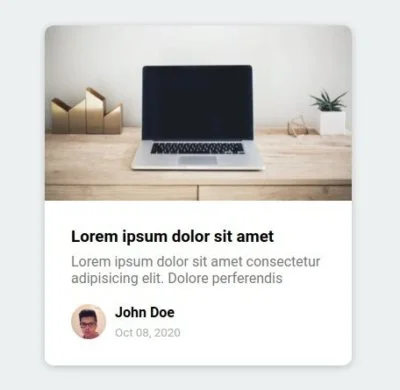 Lorem ipsum dolor sit amet
Lorem ipsum dolor sit amet consectetur
adipisicing elit. Dolore perferendis
John Doe
Oct 08, 2020